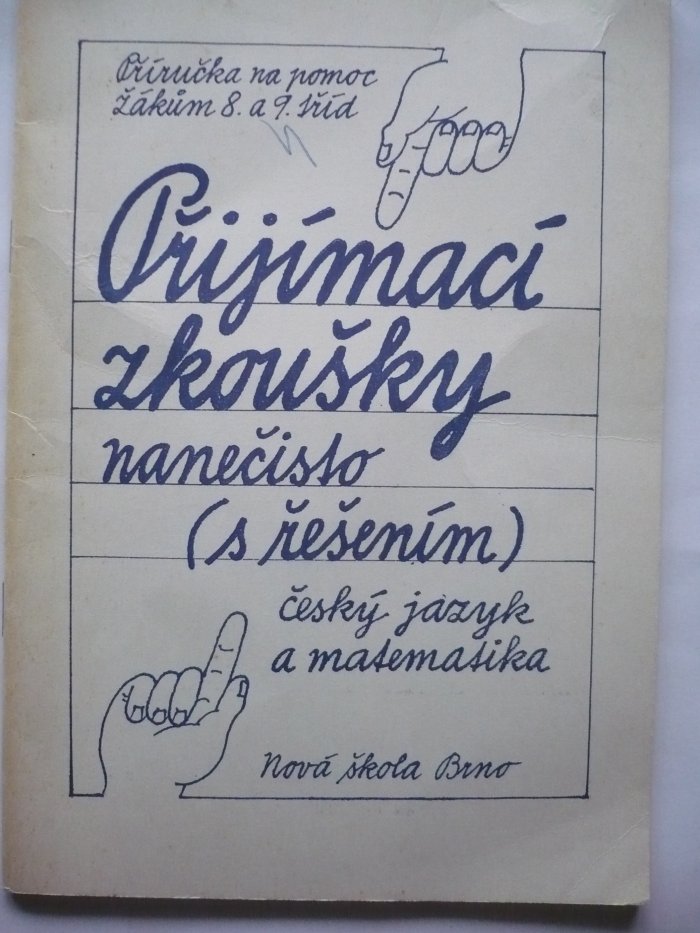 Příručka na pomoc
žákům 8. a 9. tříd
Přijímací
zkoušky
nanečisto
(s řešením)
český jazyk
a matematika
Nová škola Brno